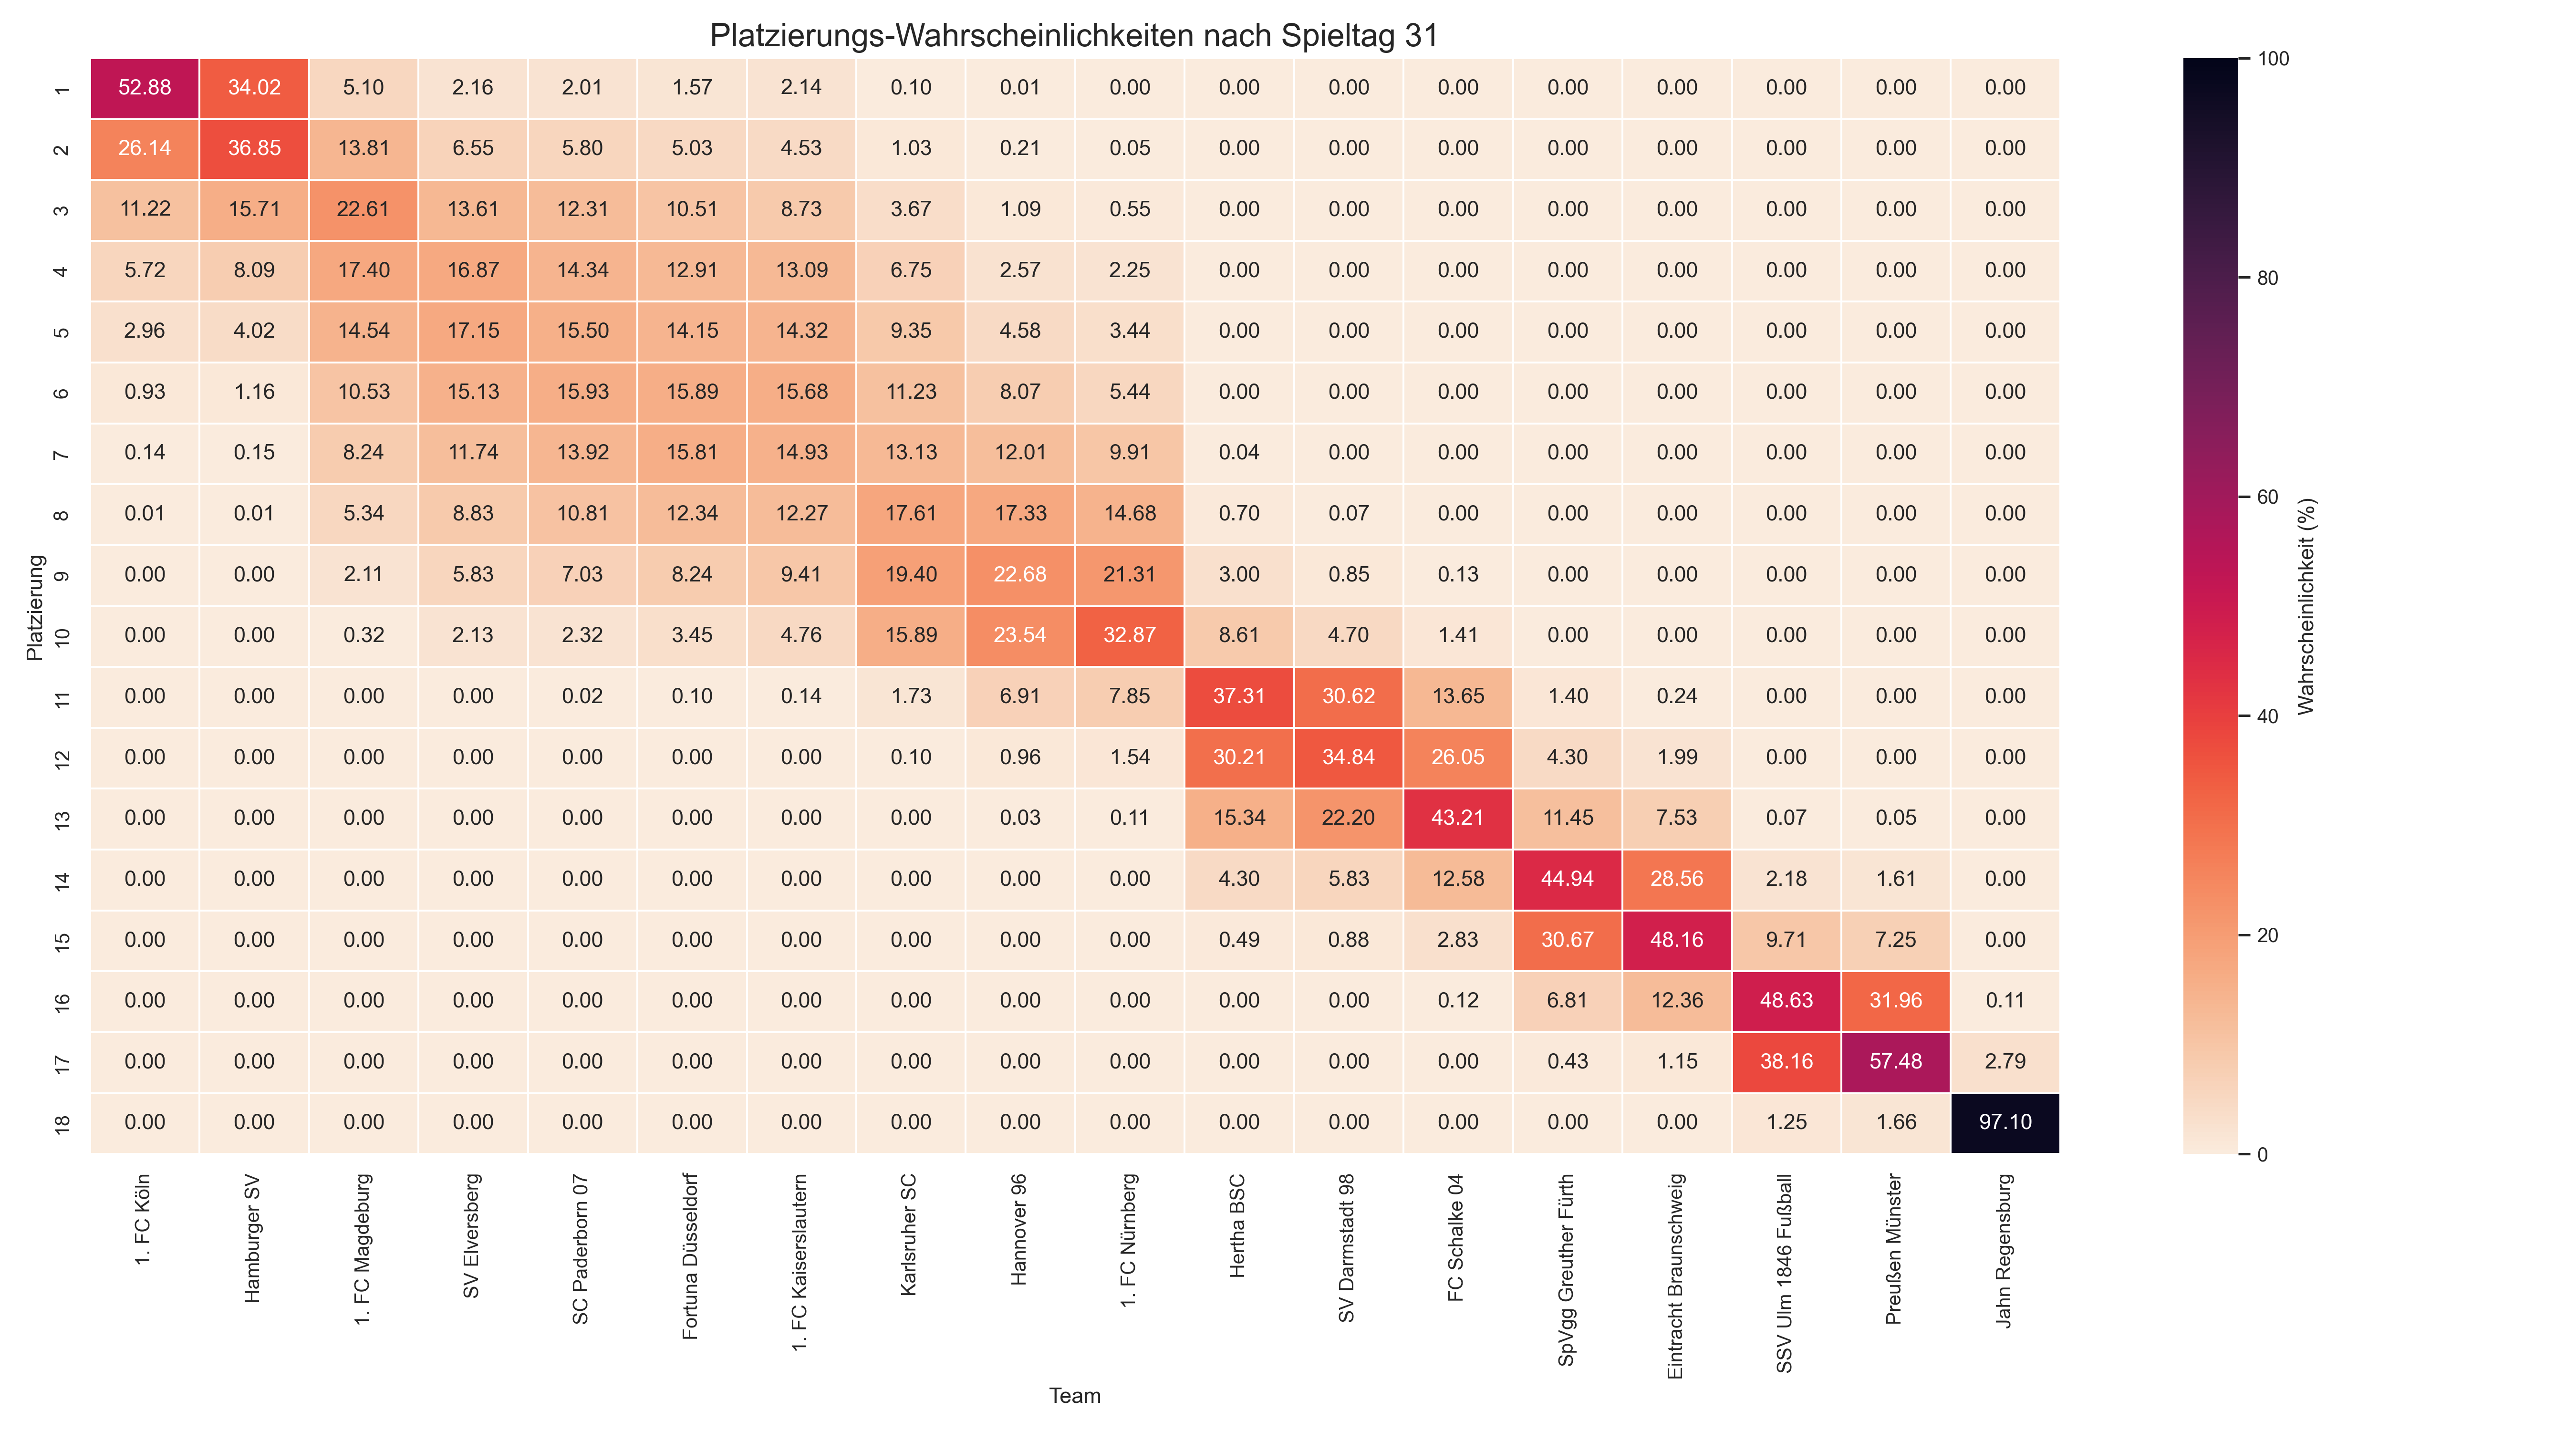 Platzierungs-Wahrscheinlichkeiten nach Spieltag 31
1 52.88 34.02 5.10 2.16 2.01 1.57 2.14 0.10 0.01 0.00 0.00 0.00 0.00 0.00 0.00 0.00 0.00 0.00
2 26.14 36.85 13.81 6.55 5.80 5.03 4.53 1.03 0.21 0.05 0.00 0.00 0.00 0.00 0.00 0.00 0.00 0.00
3 11.22 15.71 22.61 13.61 12.31 10.51 8.73 3.67 1.09 0.55 0.00 0.00 0.00 0.00 0.00 0.00 0.00 0.00
4 5.72 8.09 17.40 16.87 14.34 12.91 13.09 6.75 2.57 2.25 0.00 0.00 0.00 0.00 0.00 0.00 0.00 0.00
5 2.96 4.02 14.54 17.15 15.50 14.15 14.32 9.35 4.58 3.44 0.00 0.00 0.00 0.00 0.00 0.00 0.00 0.00
6 0.93 1.16 10.53 15.13 15.93 15.89 15.68 11.23 8.07 5.44 0.00 0.00 0.00 0.00 0.00 0.00 0.00 0.00
7 0.14 0.15 8.24 11.74 13.92 15.81 14.93 13.13 12.01 9.91 0.04 0.00 0.00 0.00 0.00 0.00 0.00 0.00
8 0.01 0.01 5.34 8.83 10.81 12.34 12.27 17.61 17.33 14.68 0.70 0.07 0.00 0.00 0.00 0.00 0.00 0.00
9 0.00 0.00 2.11 5.83 7.03 8.24 9.41 19.40 22.68 21.31 3.00 0.85 0.13 0.00 0.00 0.00 0.00 0.00
10 0.00 0.00 0.32 2.13 2.32 3.45 4.76 15.89 23.54 32.87 8.61 4.70 1.41 0.00 0.00 0.00 0.00 0.00
11 0.00 0.00 0.00 0.00 0.02 0.10 0.14 1.73 6.91 7.85 37.31 30.62 13.65 1.40 0.24 0.00 0.00 0.00
12 0.00 0.00 0.00 0.00 0.00 0.00 0.00 0.10 0.96 1.54 30.21 34.84 26.05 4.30 1.99 0.00 0.00 0.00
13 0.00 0.00 0.00 0.00 0.00 0.00 0.00 0.00 0.03 0.11 15.34 22.20 43.21 11.45 7.53 0.07 0.05 0.00
14 0.00 0.00 0.00 0.00 0.00 0.00 0.00 0.00 0.00 0.00 4.30 5.83 12.58 44.94 28.56 2.18 1.61 0.00
15 0.00 0.00 0.00 0.00 0.00 0.00 0.00 0.00 0.00 0.00 0.49 0.88 2.83 30.67 48.16 9.71 7.25 0.00
16 0.00 0.00 0.00 0.00 0.00 0.00 0.00 0.00 0.00 0.00 0.00 0.00 0.12 6.81 12.36 48.63 31.96 0.11
17 0.00 0.00 0.00 0.00 0.00 0.00 0.00 0.00 0.00 0.00 0.00 0.00 0.00 0.43 1.15 38.16 57.48 2.79
18 0.00 0.00 0.00 0.00 0.00 0.00 0.00 0.00 0.00 0.00 0.00 0.00 0.00 0.00 0.00 1.25 1.66 97.10
Platzierung
1. FC Köln
Hamburger SV
1. FC Magdeburg
SV Elversberg
SC Paderborn 07
Fortuna Düsseldorf
1. FC Kaiserslautern
Karlsruher SC
Hannover 96
1. FC Nürnberg
Hertha BSC
SV Darmstadt 98
FC Schalke 04
SpVgg Greuther Fürth
Eintracht Braunschweig
SSV Ulm 1846 Fußball
Preußen Münster
Jahn Regensburg
Team
100
80
60
40
20
0
Wahrscheinlichkeit (%)